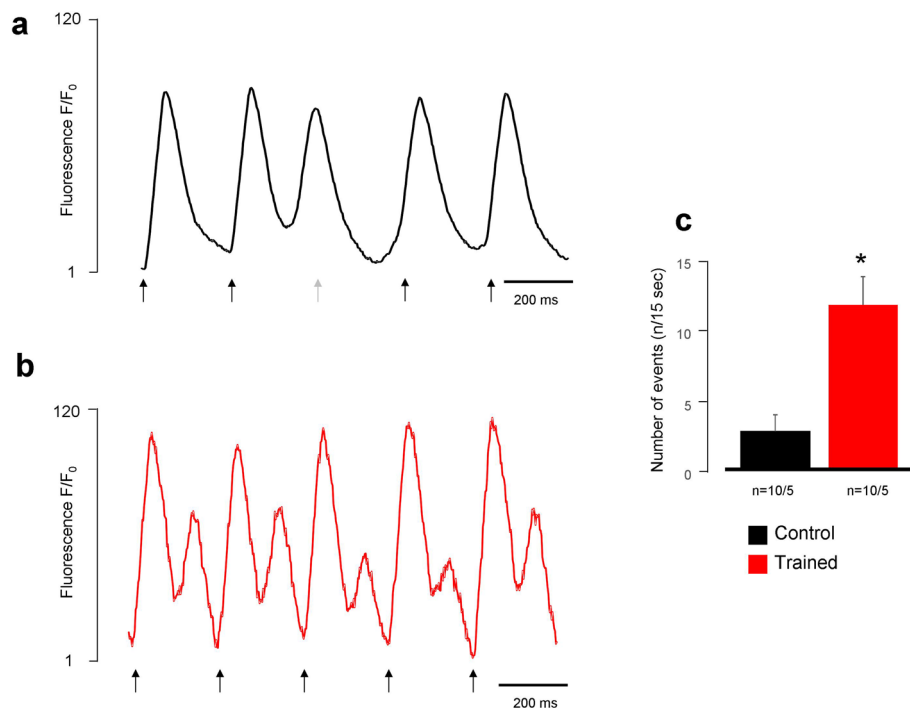 a
120
Fluorescence F/F0
1
200 ms
b
120
Fluorescence F/F0
1
200 ms
c
*
15
10
5
0
Number of events (n/15 sec)
n=10/5 n=10/5
Control
Trained